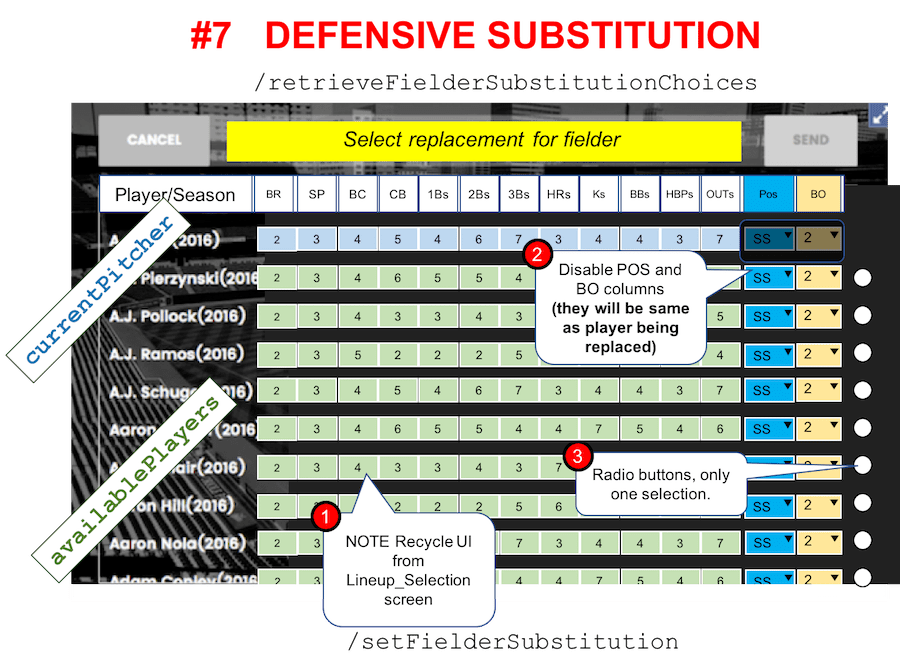 #7 DEFENSIVE SUBSTITUTION
/retrieveFielderSubstitutionChoices
CANCEL
Select replacement for fielder
SEND
Player/Season BR SP BC CB 1Bs 2Bs 3Bs HRs Ks BBs HBPs OUTs Pos BO
(2016) 2 3 4 5 4 6 7 3 4 4 3 7 SS 2
Pierzynski(2016 2 3 4 6 5 5 4 SS 2
A.J. Pollock(2016) 2 3 4 3 3 4 3 5 SS 2
A.J. Ramos(2016) 2 3 5 2 2 2 5 4 SS 2
A.J. Schug 16) 2 3 4 5 4 6 7 3 4 4 3 7 SS 2
Aaron (2016 2 3 4 6 5 5 4 4 7 5 4 6 SS 2
air(2016) 2 3 4 3 3 4 3 7
on Hill(2016) 2 2 2 2 5 6 SS 2
Aaron Nola(2016) 2 3 7 3 4 4 3 7 SS 2
Adam Conley(2016) 2 3 4 4 7 5 4 6 SS 2
currentPitcher
availablePlayers
1
NOTE Recycle UI
from
Lineup_Selection
screen
2
Disable POS and
BO columns
(they will be same
as player being
replaced)
3
Radio buttons, only
one selection.
/setFielderSubstitution